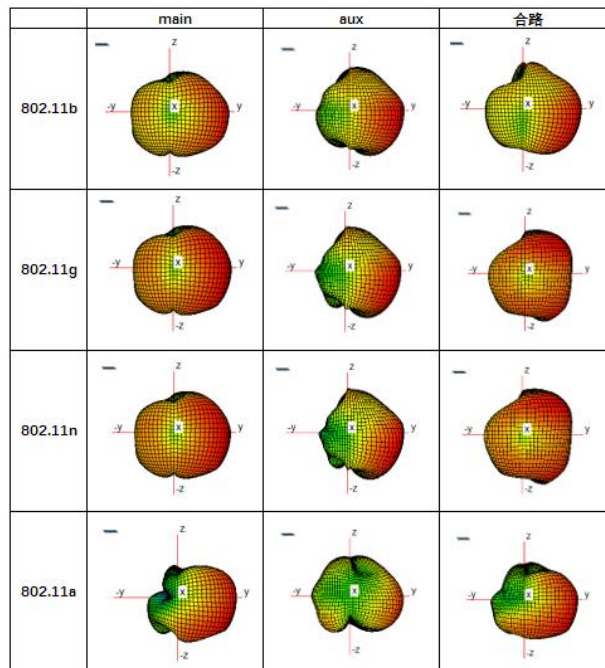 main aux 合路
802.11b
z
-y x y
-z
z
-y x y
-z
z
-y x y
-z
802.11g
z
-y x y
-z
z
-y x y
-z
z
-y x y
-z
802.11n
z
-y x y
-z
z
-y x y
-z
z
-y x y
-z
802.11a
z
-y x y
-z
z
-y x y
-z
z
-y x y
-z